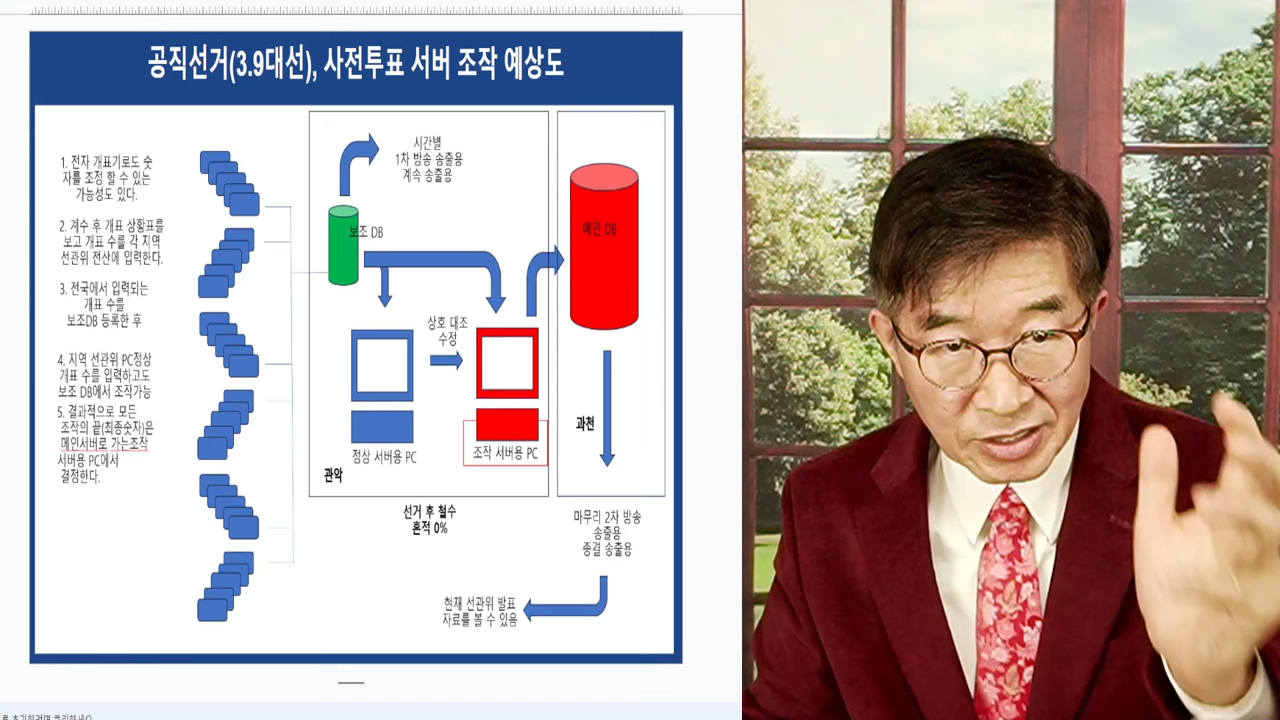 공직선거(3.9대선), 사전투표 서버 조작 예상도
1. 전자 개표기로도 숫
자를 조정 할 수 있는
가능성도 있다.
2. 계수 후 개표 상황표를
보고 개표 수를 각 지역
선관위 전산에 입력한다.
3. 전국에서 입력되는
개표 수를
보조DB 등록한 후
4. 지역 선관위 PC정상
개표 수를 입력하고도
보조 DB에서 조작가능
5. 결과적으로 모든
조작의 끝(최종숫자)은
메인서버로 가는조작
서버용 PC에서
결정한다.
시간별
1차 방송 송출용
계속 송출용
보조 DB
상호 대조
수정
정상 서버용 PC
조작 서버용 PC
관악
선거 후 철수
흔적 0%
메인 DB
과천
마무리 2차 방송
송출용
종결 송출용
현재 선관위 발표
자료를 볼 수 있음